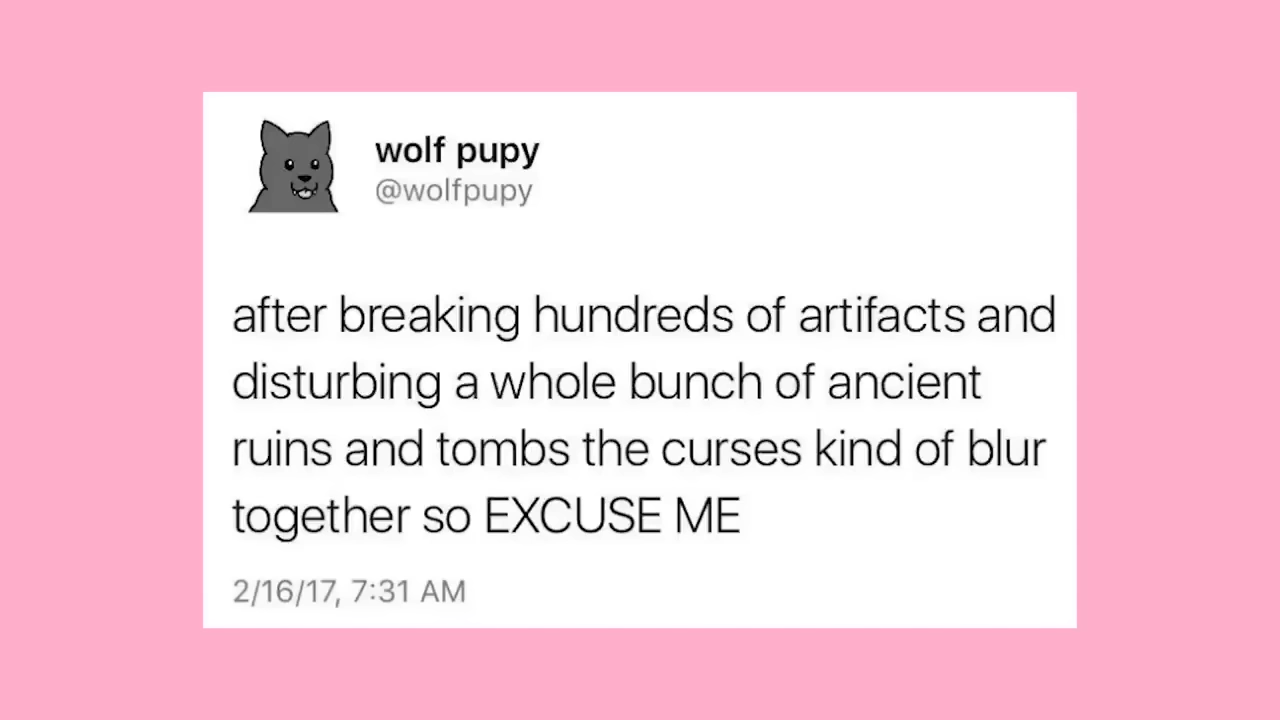 wolf pupy
@wolfpupy
after breaking hundreds of artifacts and
disturbing a whole bunch of ancient
ruins and tombs the curses kind of blur
together so EXCUSE ME
2/16/17, 7:31 AM